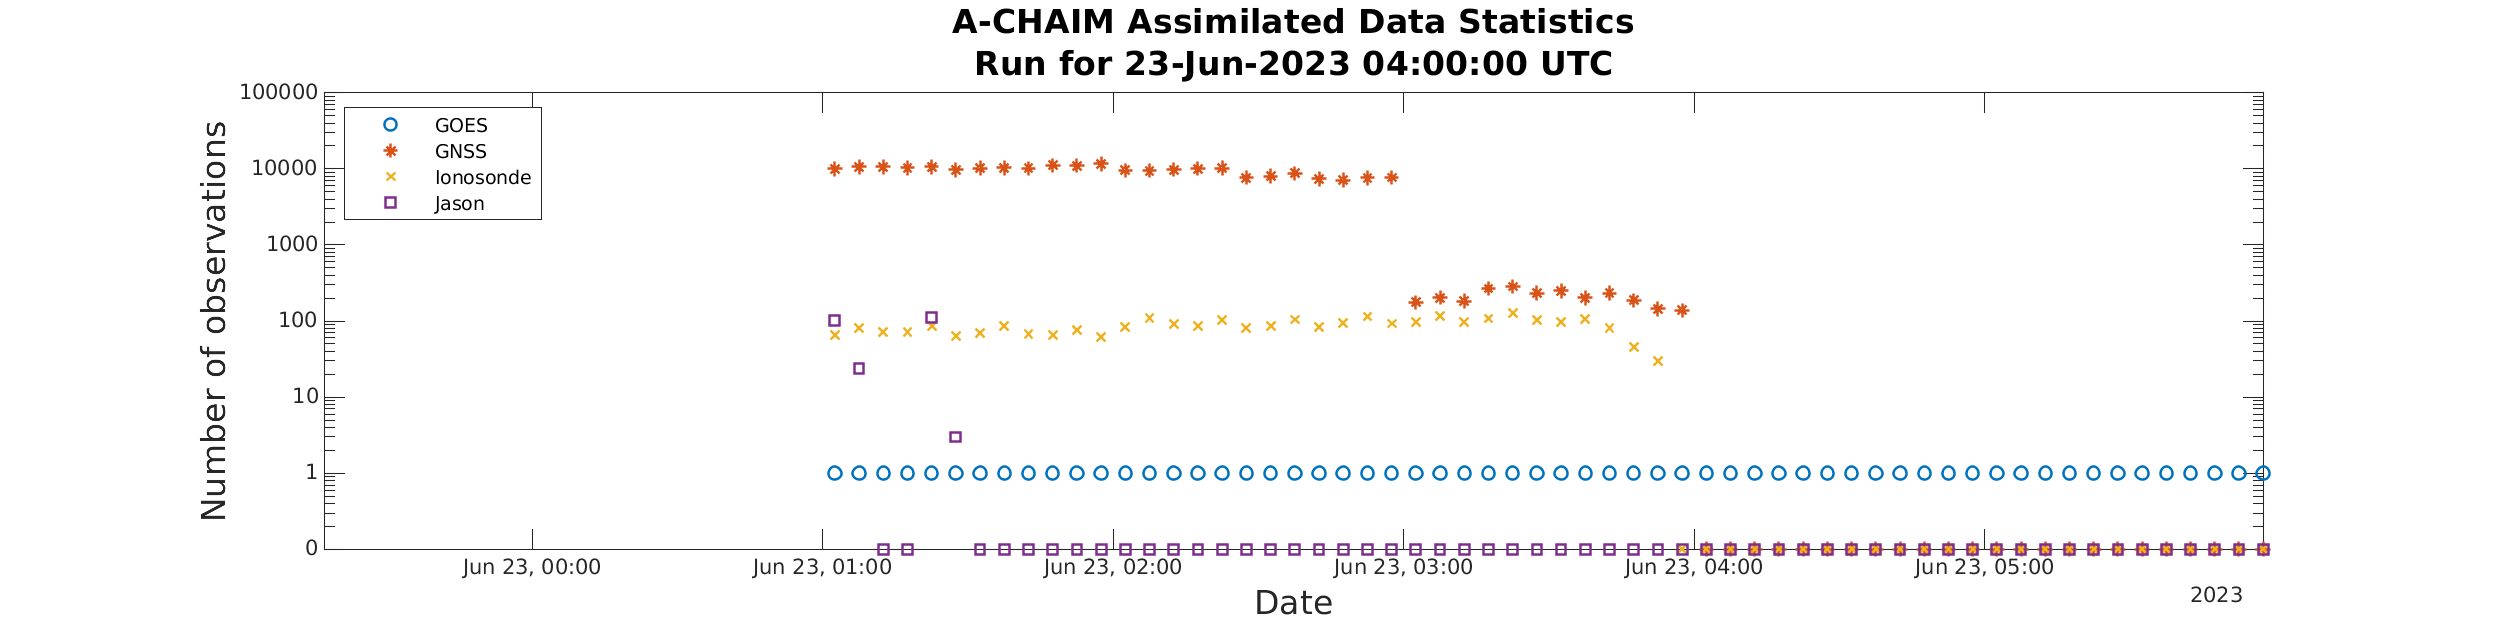 A-CHAIM Assimilated Data Statistics
Run for 23-Jun-2023 04:00:00 UTC
Number of observations
100000
10000
1000
100
10
1
0
GOES
GNSS
Ionosonde
Jason
Jun 23, 00:00
Jun 23, 01:00
Jun 23, 02:00
Jun 23, 03:00
Jun 23, 04:00
Jun 23, 05:00
2023
Date